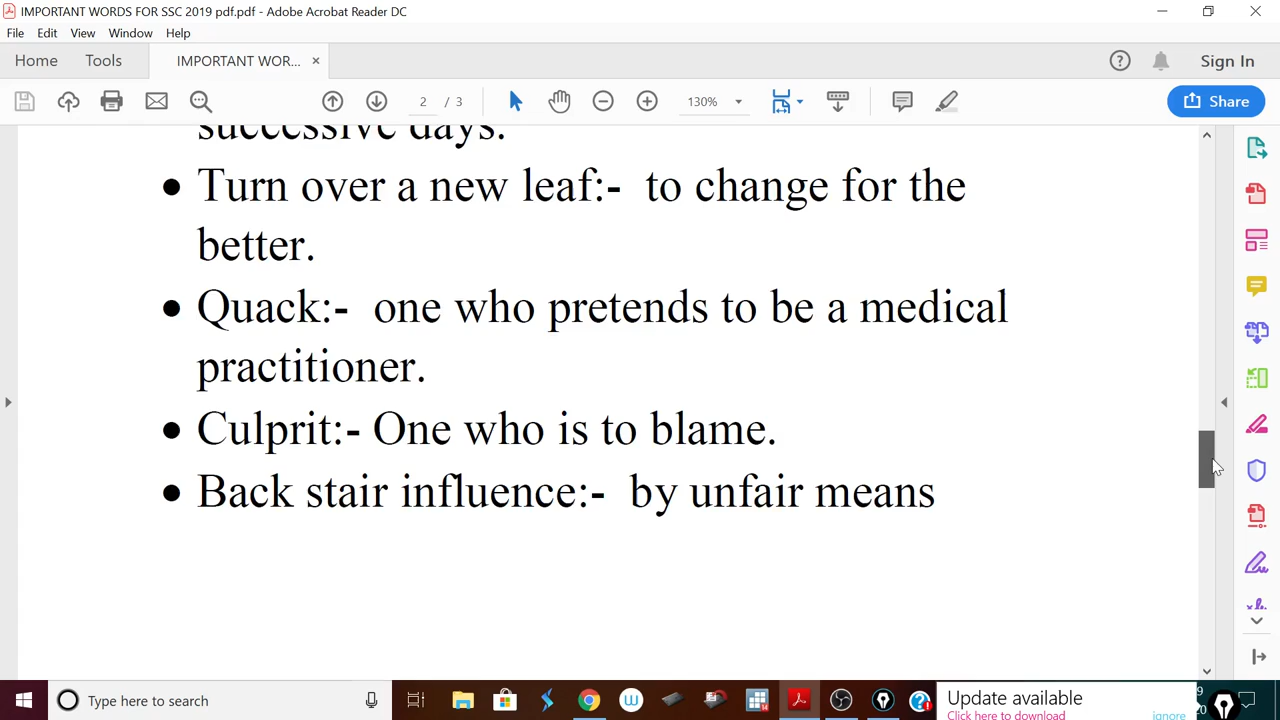 IMPORTANT WORDS FOR SSC 2019 pdf.pdf - Adobe Acrobat Reader DC
File Edit View Window Help
Home Tools IMPORTANT WOR... × Sign In
2 / 3 130% Share
successive days.
• Turn over a new leaf:- to change for the
better.
• Quack:- one who pretends to be a medical
practitioner.
• Culprit:- One who is to blame.
• Back stair influence:- by unfair means
Type here to search
Update available
Click here to download ignore